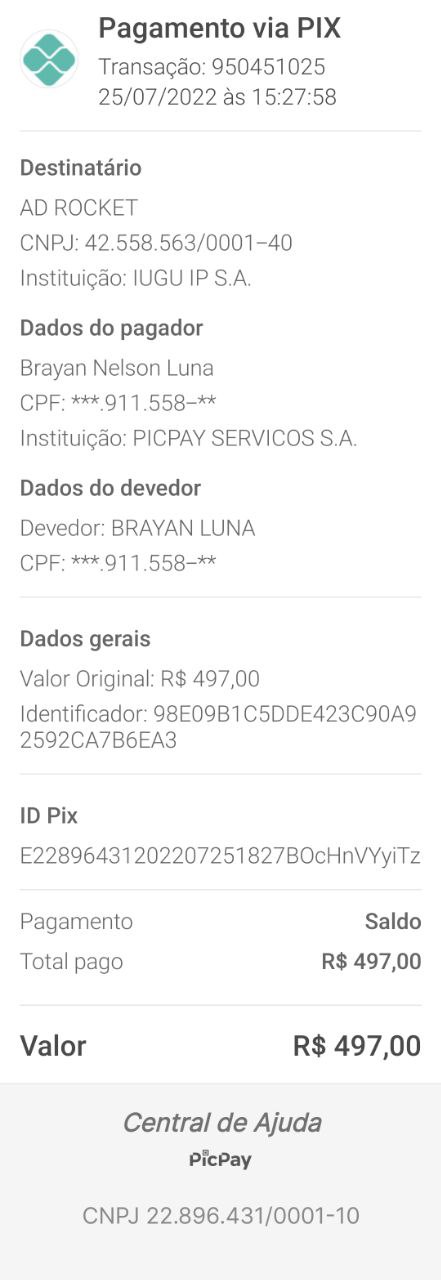 Pagamento via PIX
Transação: 950451025
25/07/2022 às 15:27:58
Destinatário
AD ROCKET
CNPJ: 42.558.563/0001–40
Instituição: IUGU IP S.A.
Dados do pagador
Brayan Nelson Luna
CPF: ***.911.558–**
Instituição: PICPAY SERVICOS S.A.
Dados do devedor
Devedor: BRAYAN LUNA
CPF: ***.911.558–**
Dados gerais
Valor Original: R$ 497,00
Identificador: 98E09B1C5DDE423C90A9
2592CA7B6EA3
ID Pix
E22896431202207251827BOcHnVYyiTz
Pagamento Saldo
Total pago R$ 497,00
Valor R$ 497,00
Central de Ajuda
PicPay
CNPJ 22.896.431/0001-10